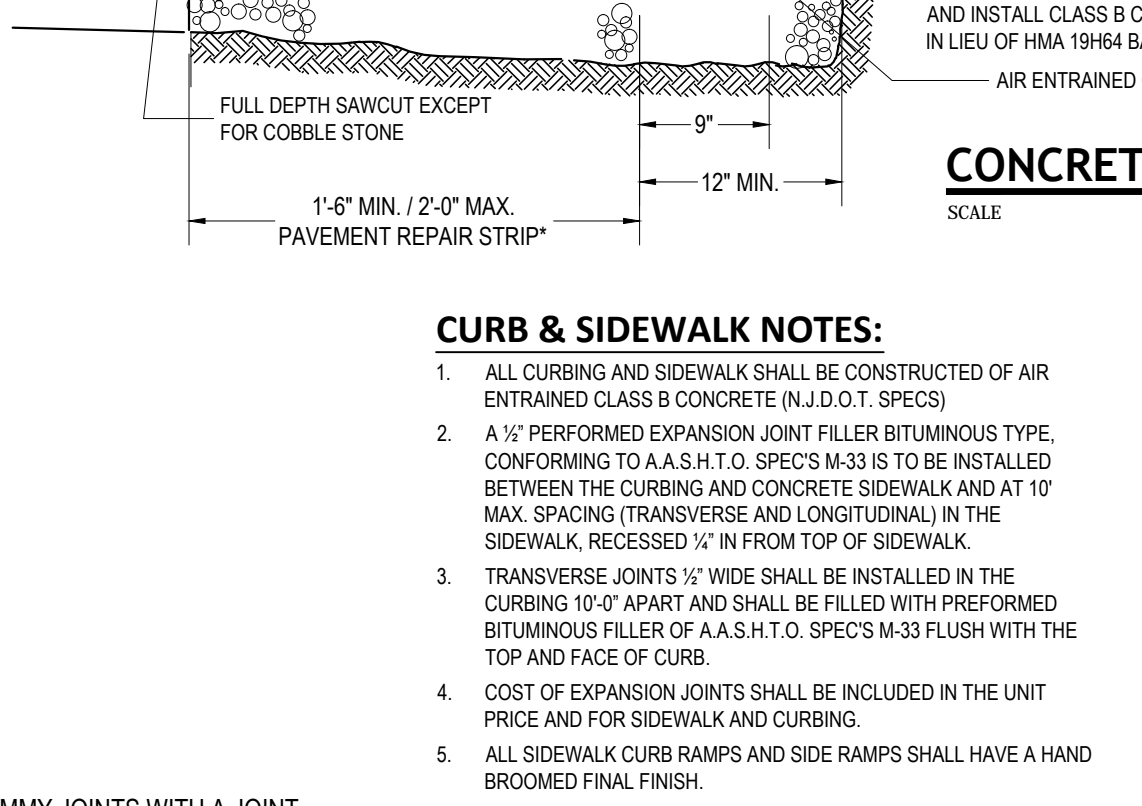 AND INSTALL CLASS B C
IN LIEU OF HMA 19H64 BA
AIR ENTRAINED
FULL DEPTH SAWCUT EXCEPT
FOR COBBLE STONE
9"
12" MIN.
1'-6" MIN. / 2'-0" MAX.
PAVEMENT REPAIR STRIP*
CONCRET
SCALE
CURB & SIDEWALK NOTES:
1. ALL CURBING AND SIDEWALK SHALL BE CONSTRUCTED OF AIR
ENTRAINED CLASS B CONCRETE (N.J.D.O.T. SPECS)
2. A ½” PERFORMED EXPANSION JOINT FILLER BITUMINOUS TYPE,
CONFORMING TO A.A.S.H.T.O. SPEC'S M-33 IS TO BE INSTALLED
BETWEEN THE CURBING AND CONCRETE SIDEWALK AND AT 10'
MAX. SPACING (TRANSVERSE AND LONGITUDINAL) IN THE
SIDEWALK, RECESSED ¼” IN FROM TOP OF SIDEWALK.
3. TRANSVERSE JOINTS ½” WIDE SHALL BE INSTALLED IN THE
CURBING 10'-0” APART AND SHALL BE FILLED WITH PREFORMED
BITUMINOUS FILLER OF A.A.S.H.T.O. SPEC'S M-33 FLUSH WITH THE
TOP AND FACE OF CURB.
4. COST OF EXPANSION JOINTS SHALL BE INCLUDED IN THE UNIT
PRICE AND FOR SIDEWALK AND CURBING.
5. ALL SIDEWALK CURB RAMPS AND SIDE RAMPS SHALL HAVE A HAND
BROOMED FINAL FINISH.
MMY JOINTS WITH A JOINT